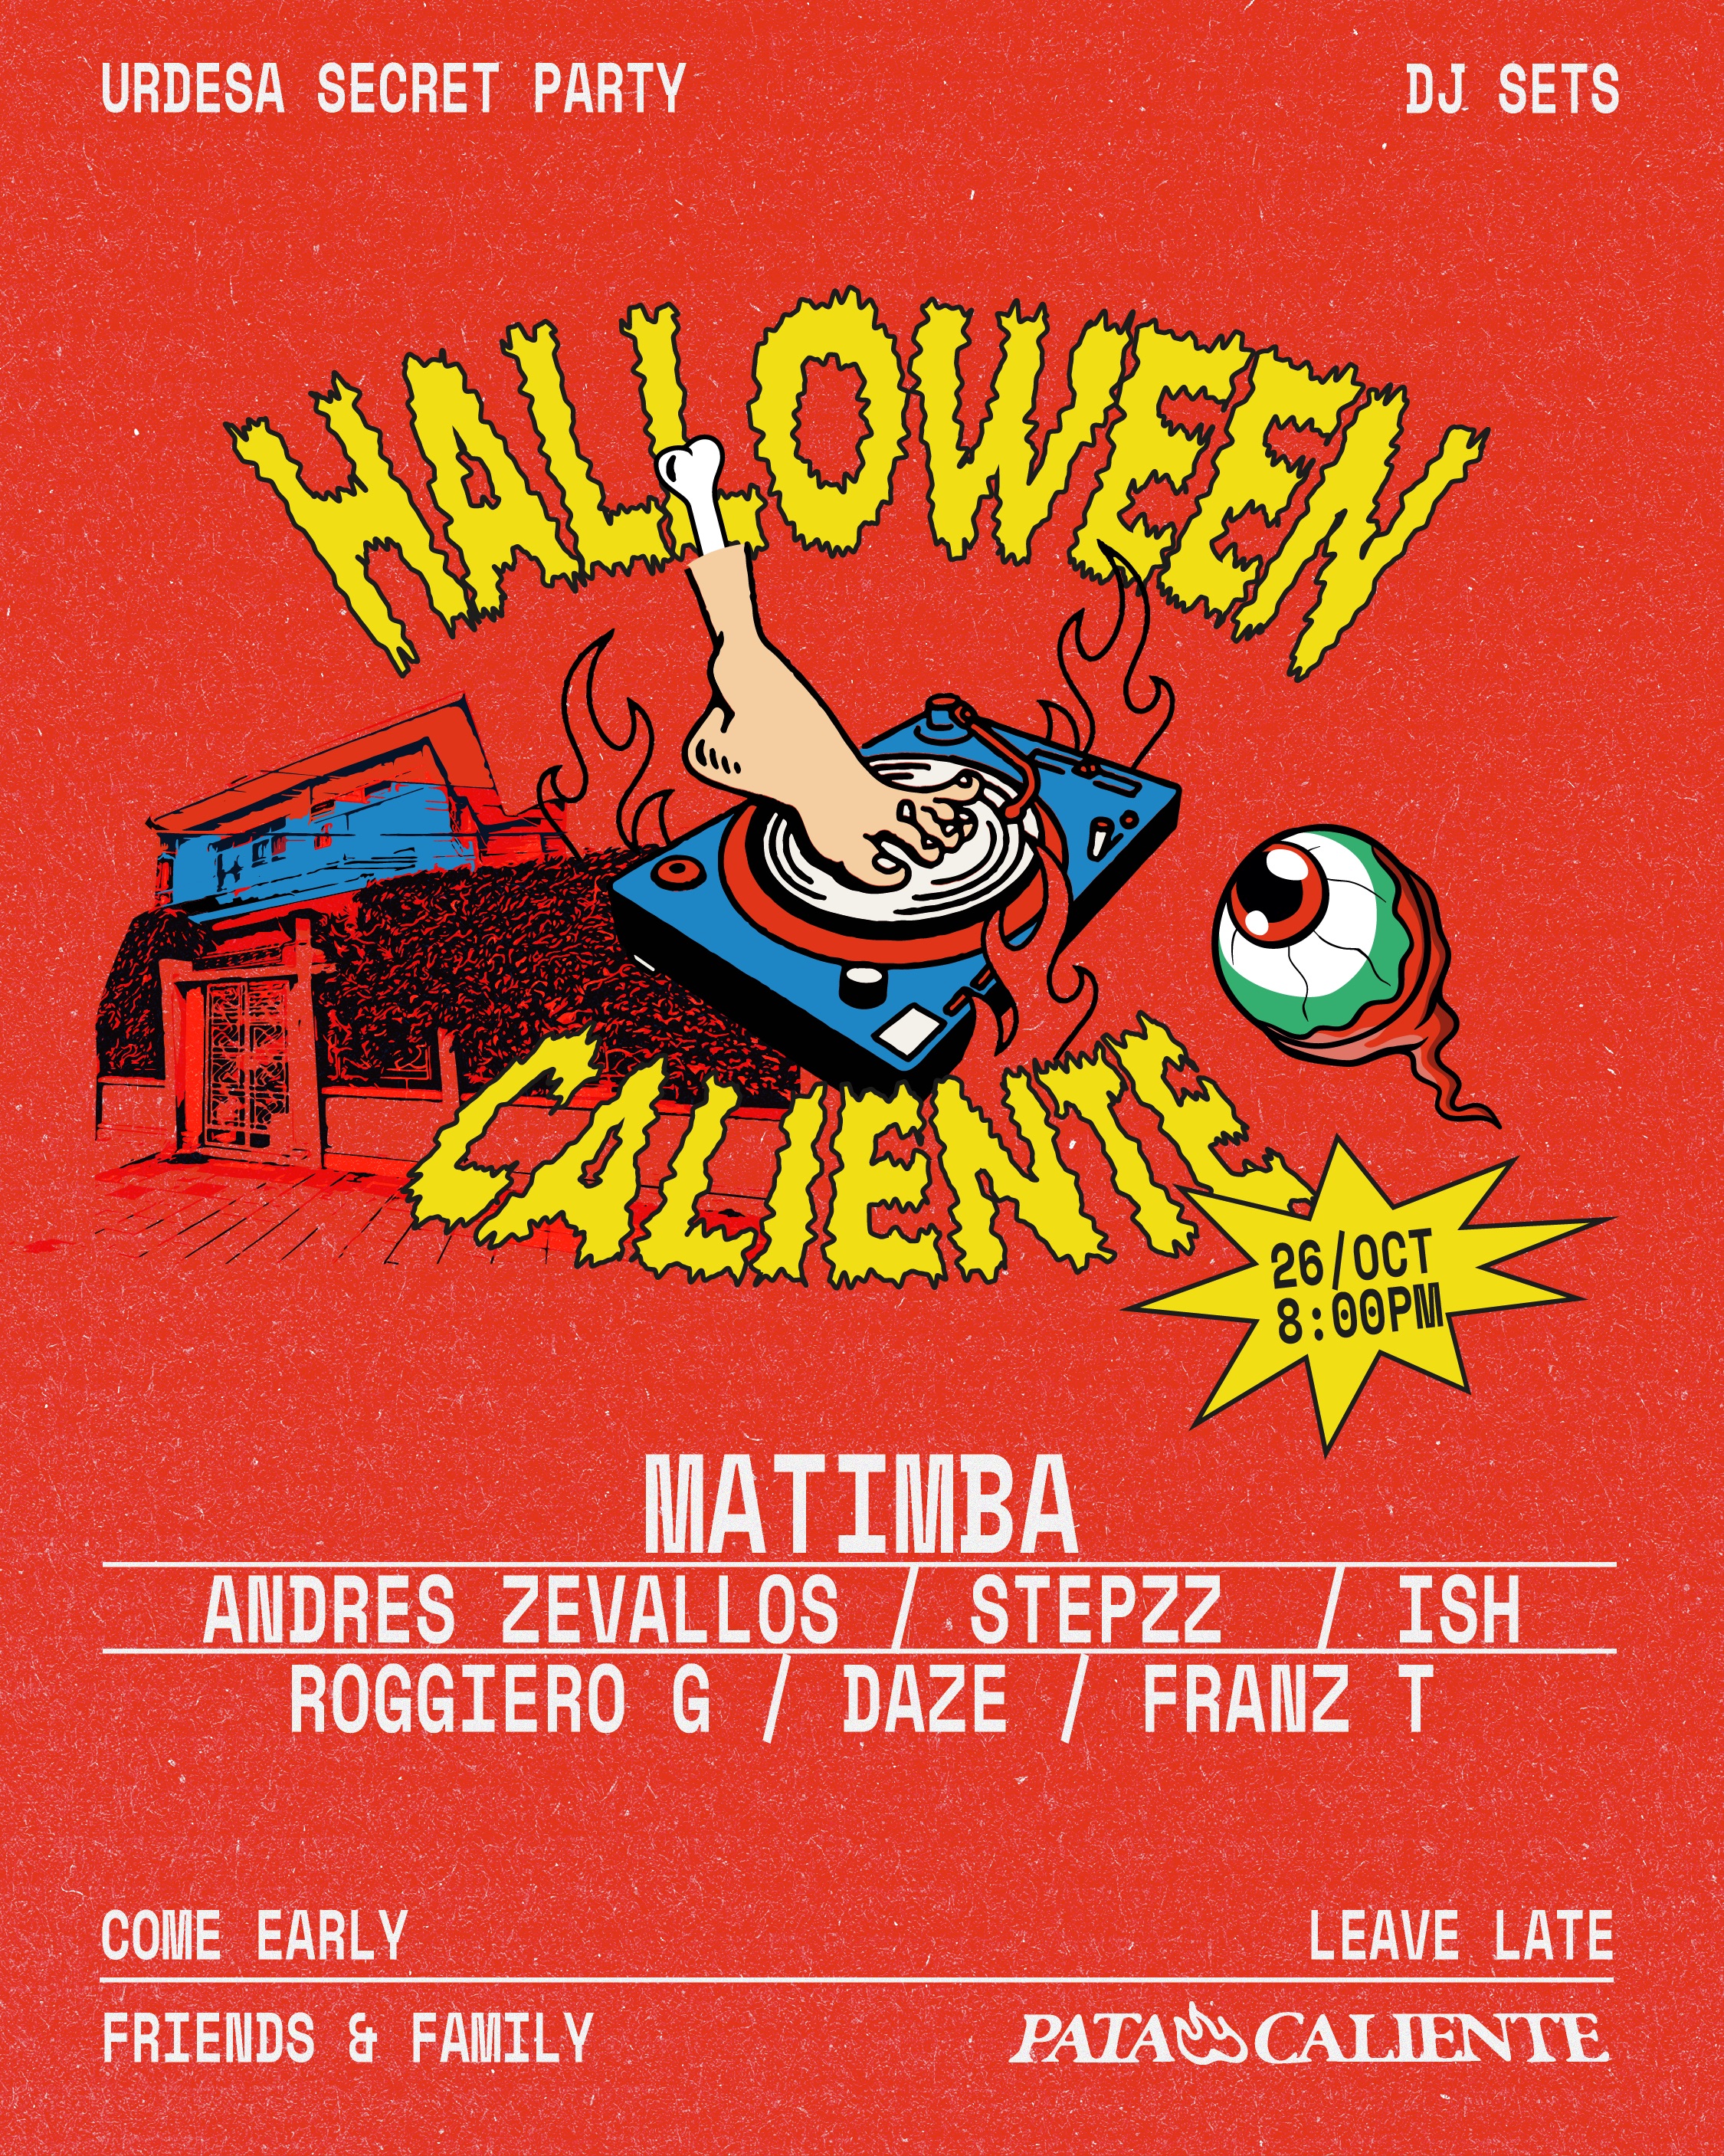 URDESA SECRET PARTY
DJ SETS
HALLOWEEN
CALIENTE
26/OCT
8:00PM
MATIMBA
ANDRES ZEVALLOS / STEPZZ / ISH
ROGGIERO G / DAZE / FRANZ T
COME EARLY
LEAVE LATE
FRIENDS & FAMILY
PATA CALIENTE